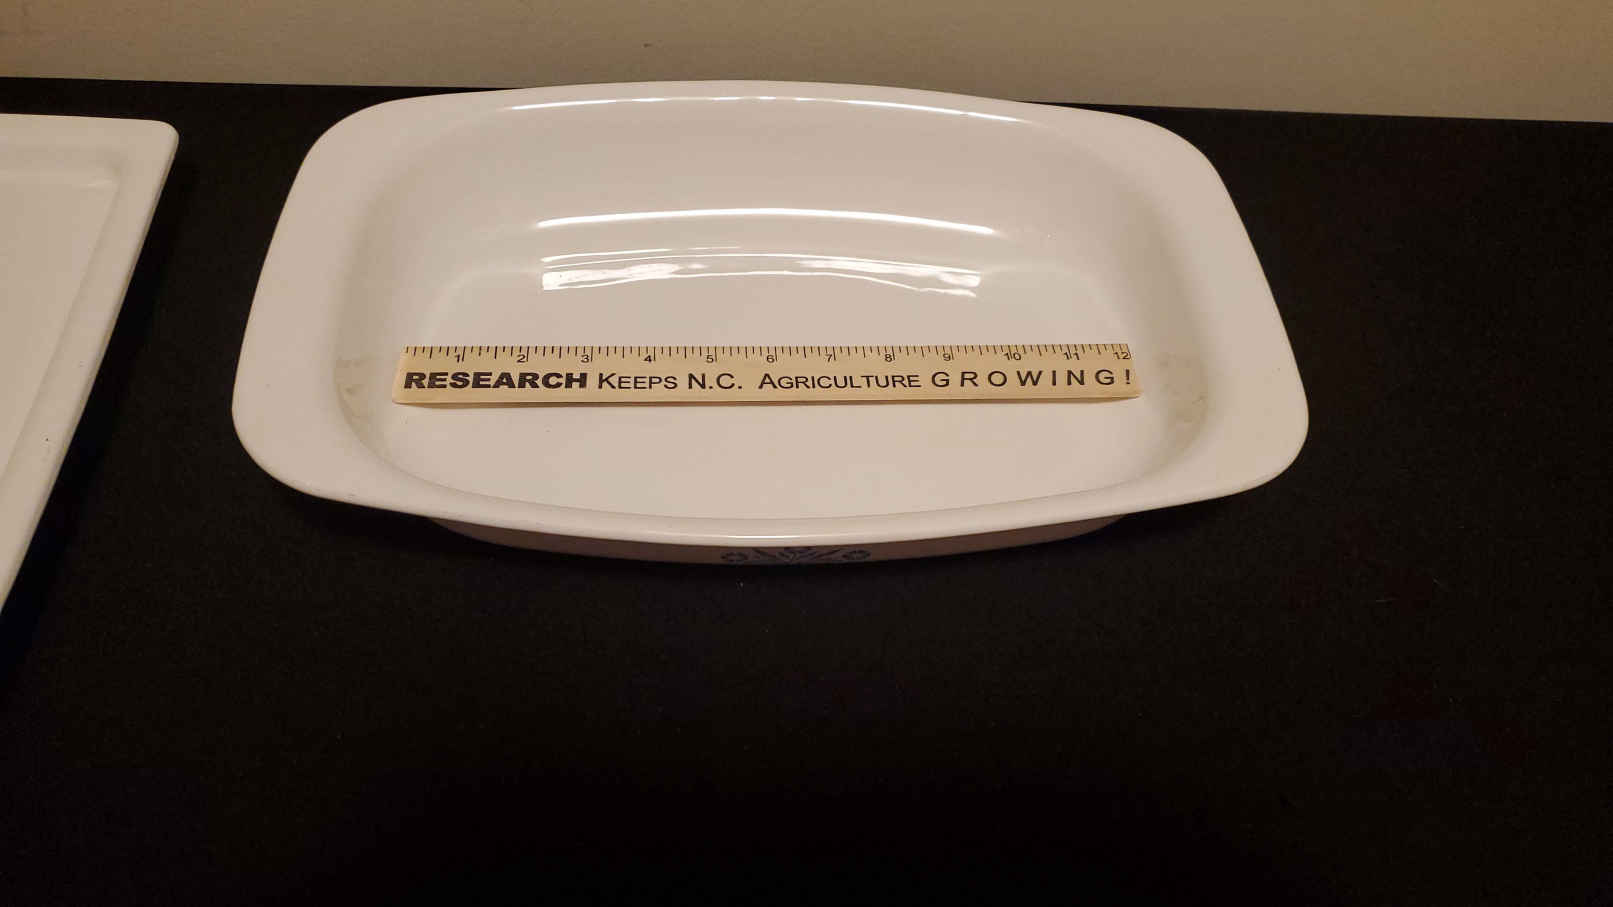 1 2 3 4 5 6 7 8 9 10 11 12
RESEARCH KEEPS N.C. AGRICULTURE GROWING!